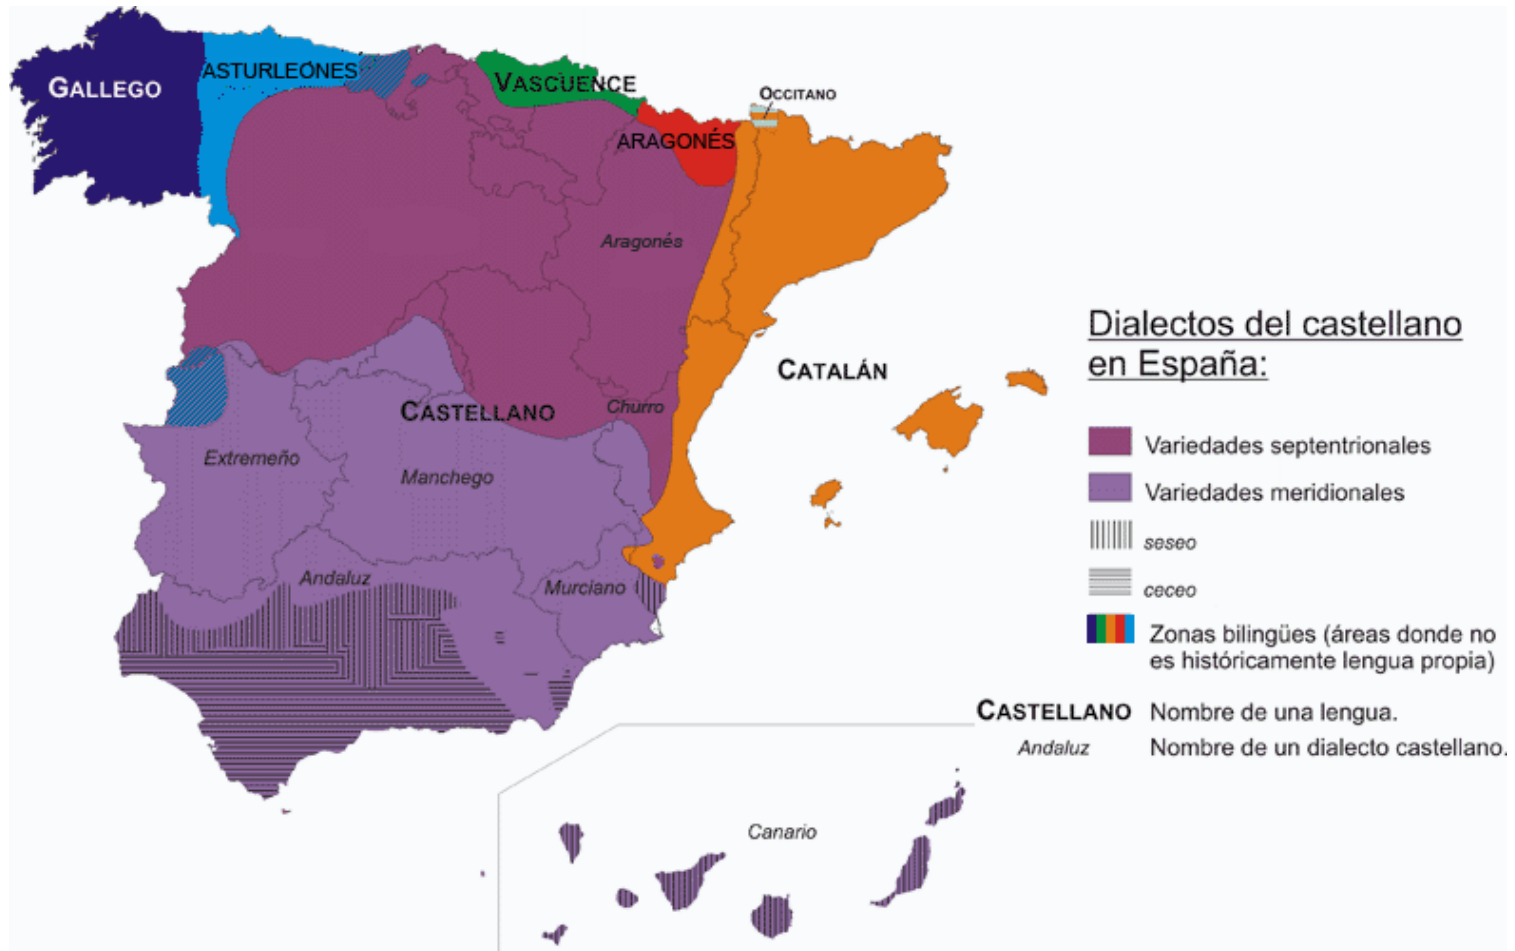 GALLEGO
ASTURLEONES
VASCUENCE
OCCITANO
ARAGONÉS
Aragonés
CATALÁN
CASTELLANO
Churro
Extremeño
Manchego
Andaluz
Murciano
Canario
Dialectos del castellano
en España:
Variedades septentrionales
Variedades meridionales
seseo
ceceo
Zonas bilingües (áreas donde no
es históricamente lengua propia)
CASTELLANO Nombre de una lengua.
Andaluz Nombre de un dialecto castellano.